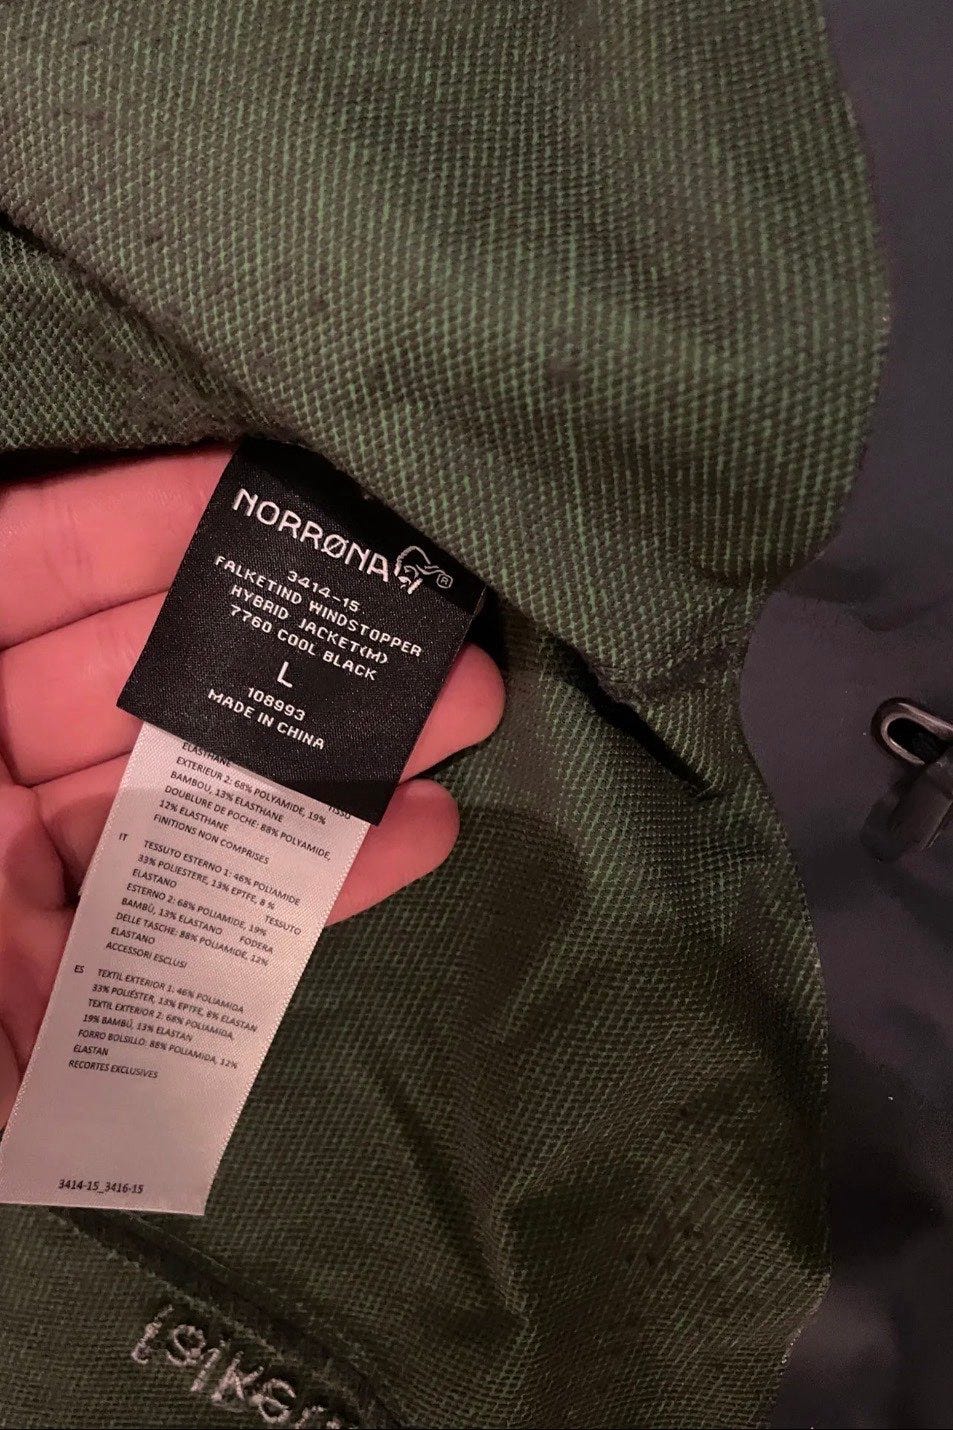 NORRØNA ®
3414-15
FALKETIND WINDSTOPPER
HYBRID JACKET(M)
7760 COOL BLACK
L
108993
MADE IN CHINA
ELASTHANE TISSU
EXTERIEUR 2: 68% POLYAMIDE, 19%
BAMBOU, 13% ELASTHANE
DOUBLURE DE POCHE: 88% POLYAMIDE,
12% ELASTHANE
FINITIONS NON COMPRISES
IT TESSUTO ESTERNO 1: 46% POLIAMIDE
33% POLIESTERE, 13% EPTFE, 8 %
ELASTANO TESSUTO
ESTERNO 2: 68% POLIAMIDE, 19%
BAMBÙ, 13% ELASTANO FODERA
DELLE TASCHE: 88% POLIAMIDE, 12%
ELASTANO
ACCESSORI ESCLUSI
ES TEXTIL EXTERIOR 1: 46% POLIAMIDA
33% POLIÉSTER, 13% EPTFE, 8% ELASTÁN
TEXTIL EXTERIOR 2: 68% POLIAMIDA,
19% BAMBÚ, 13% ELASTÁN
FORRO BOLSILLO: 88% POLIAMIDA, 12%
ELASTÁN
RECORTES EXCLUSIVES
3414-15_3416-15